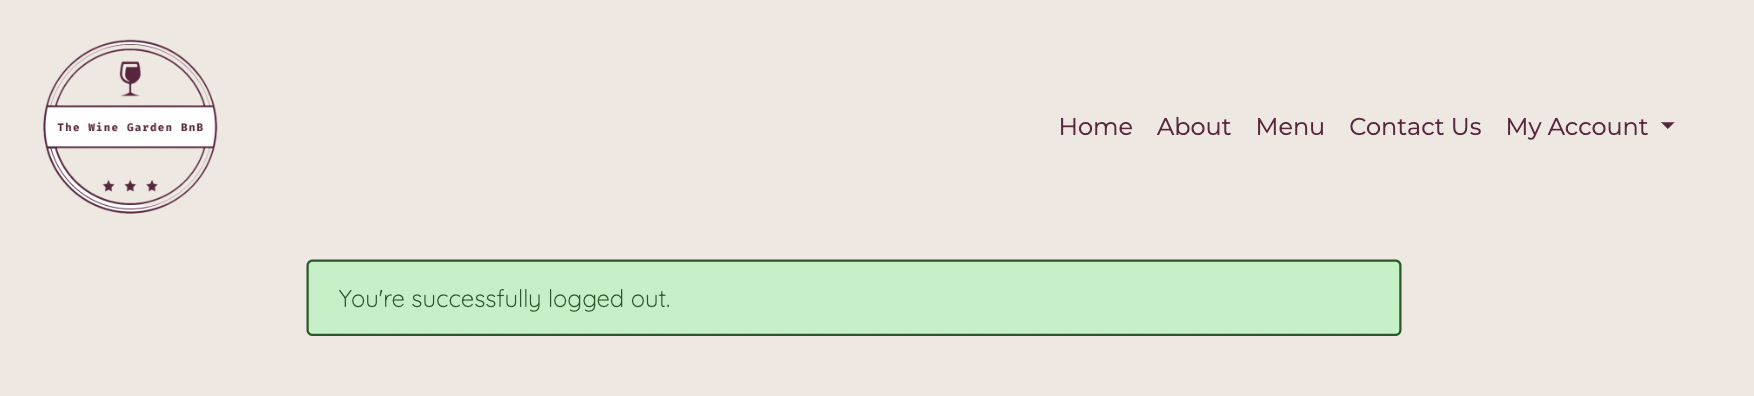 The Wine Garden BnB
Home About Menu Contact Us My Account
You're successfully logged out.